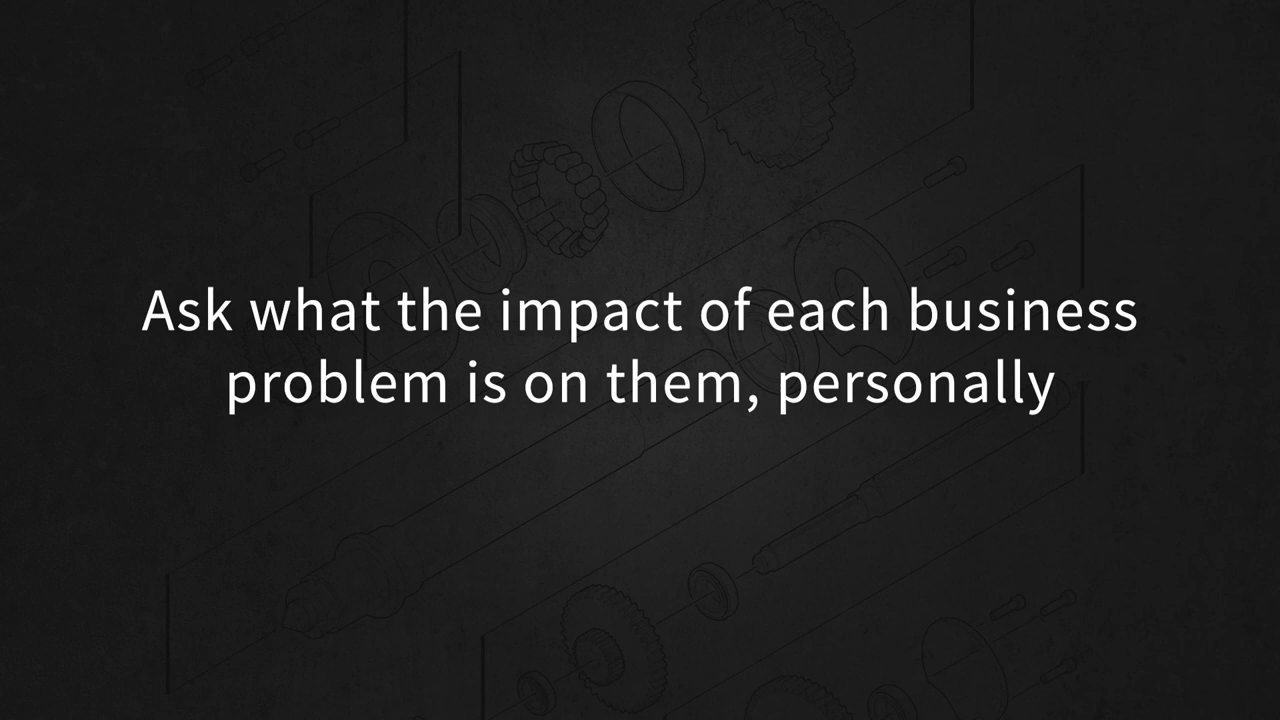 Ask what the impact of each business
problem is on them, personally